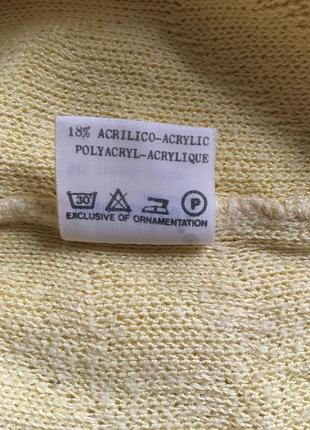 18% ACRILICO-ACRYLIC
POLYACRYL-ACRYLIQUE
30° P
EXCLUSIVE OF ORNAMENTATION